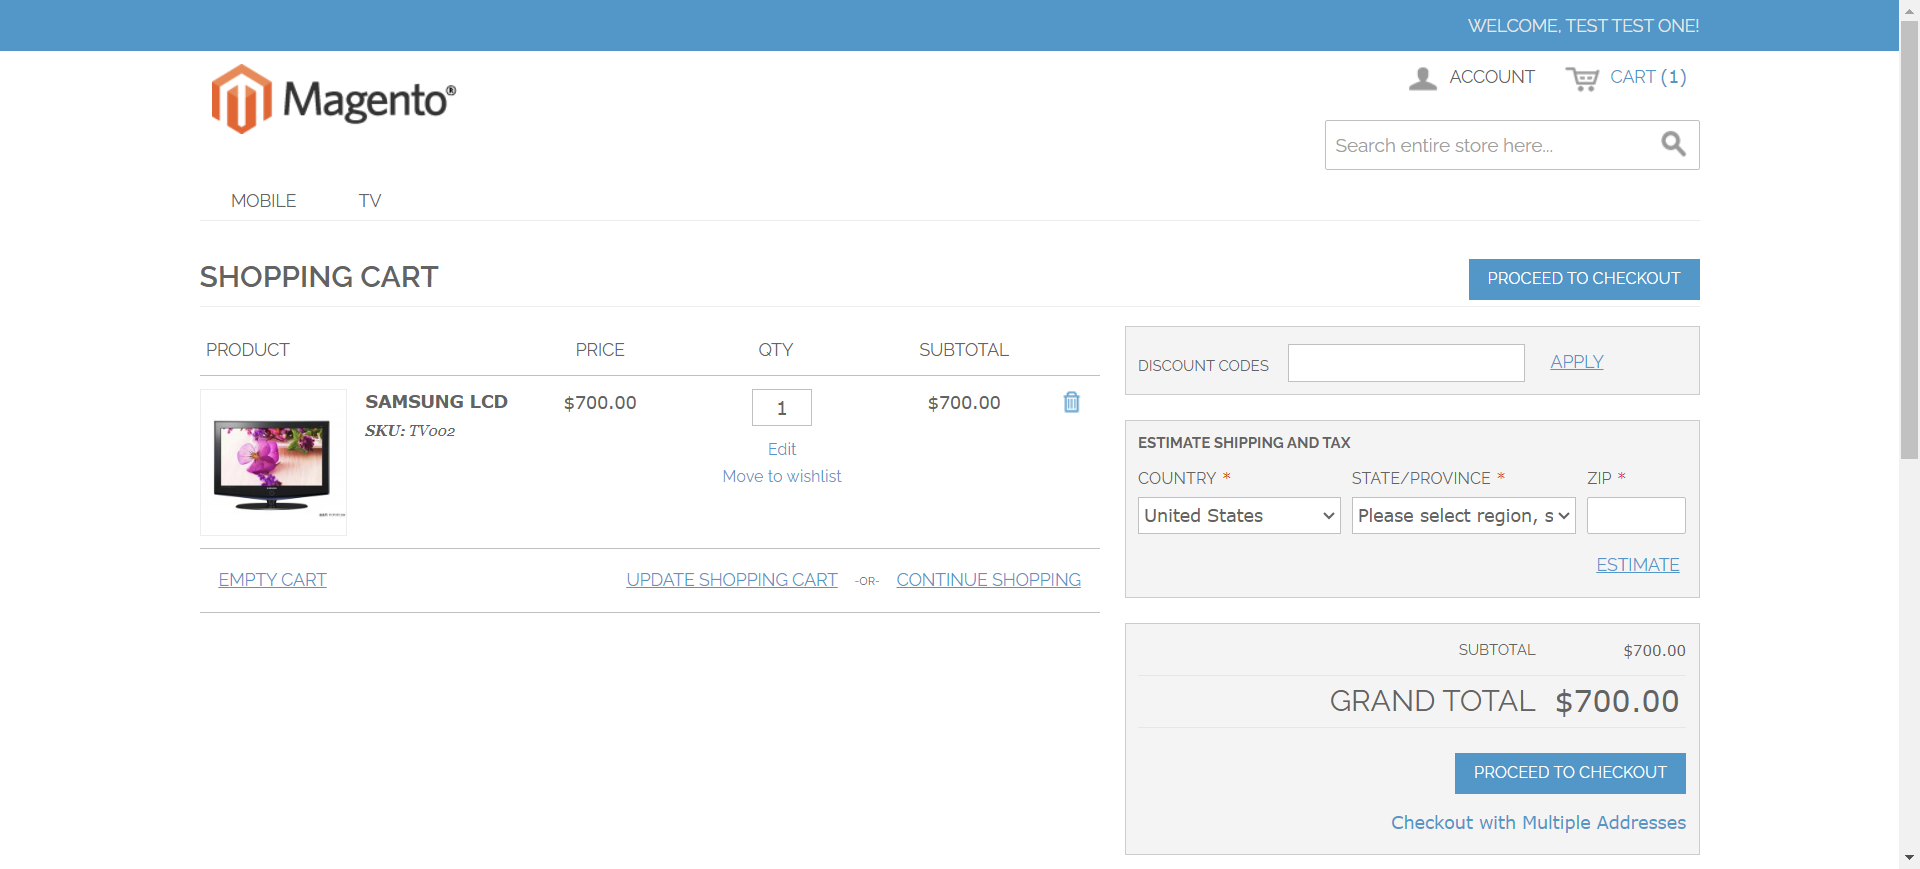 WELCOME, TEST TEST ONE!
Magento®
ACCOUNT
CART (1)
Search entire store here...
MOBILE
TV
SHOPPING CART
PROCEED TO CHECKOUT
PRODUCT
PRICE
QTY
SUBTOTAL
SAMSUNG LCD
SKU: TV002
$700.00
1
Edit
Move to wishlist
$700.00
EMPTY CART
UPDATE SHOPPING CART
-OR-
CONTINUE SHOPPING
DISCOUNT CODES
APPLY
ESTIMATE SHIPPING AND TAX
COUNTRY *
STATE/PROVINCE *
ZIP *
United States
Please select region, s
ESTIMATE
SUBTOTAL
$700.00
GRAND TOTAL
$700.00
PROCEED TO CHECKOUT
Checkout with Multiple Addresses